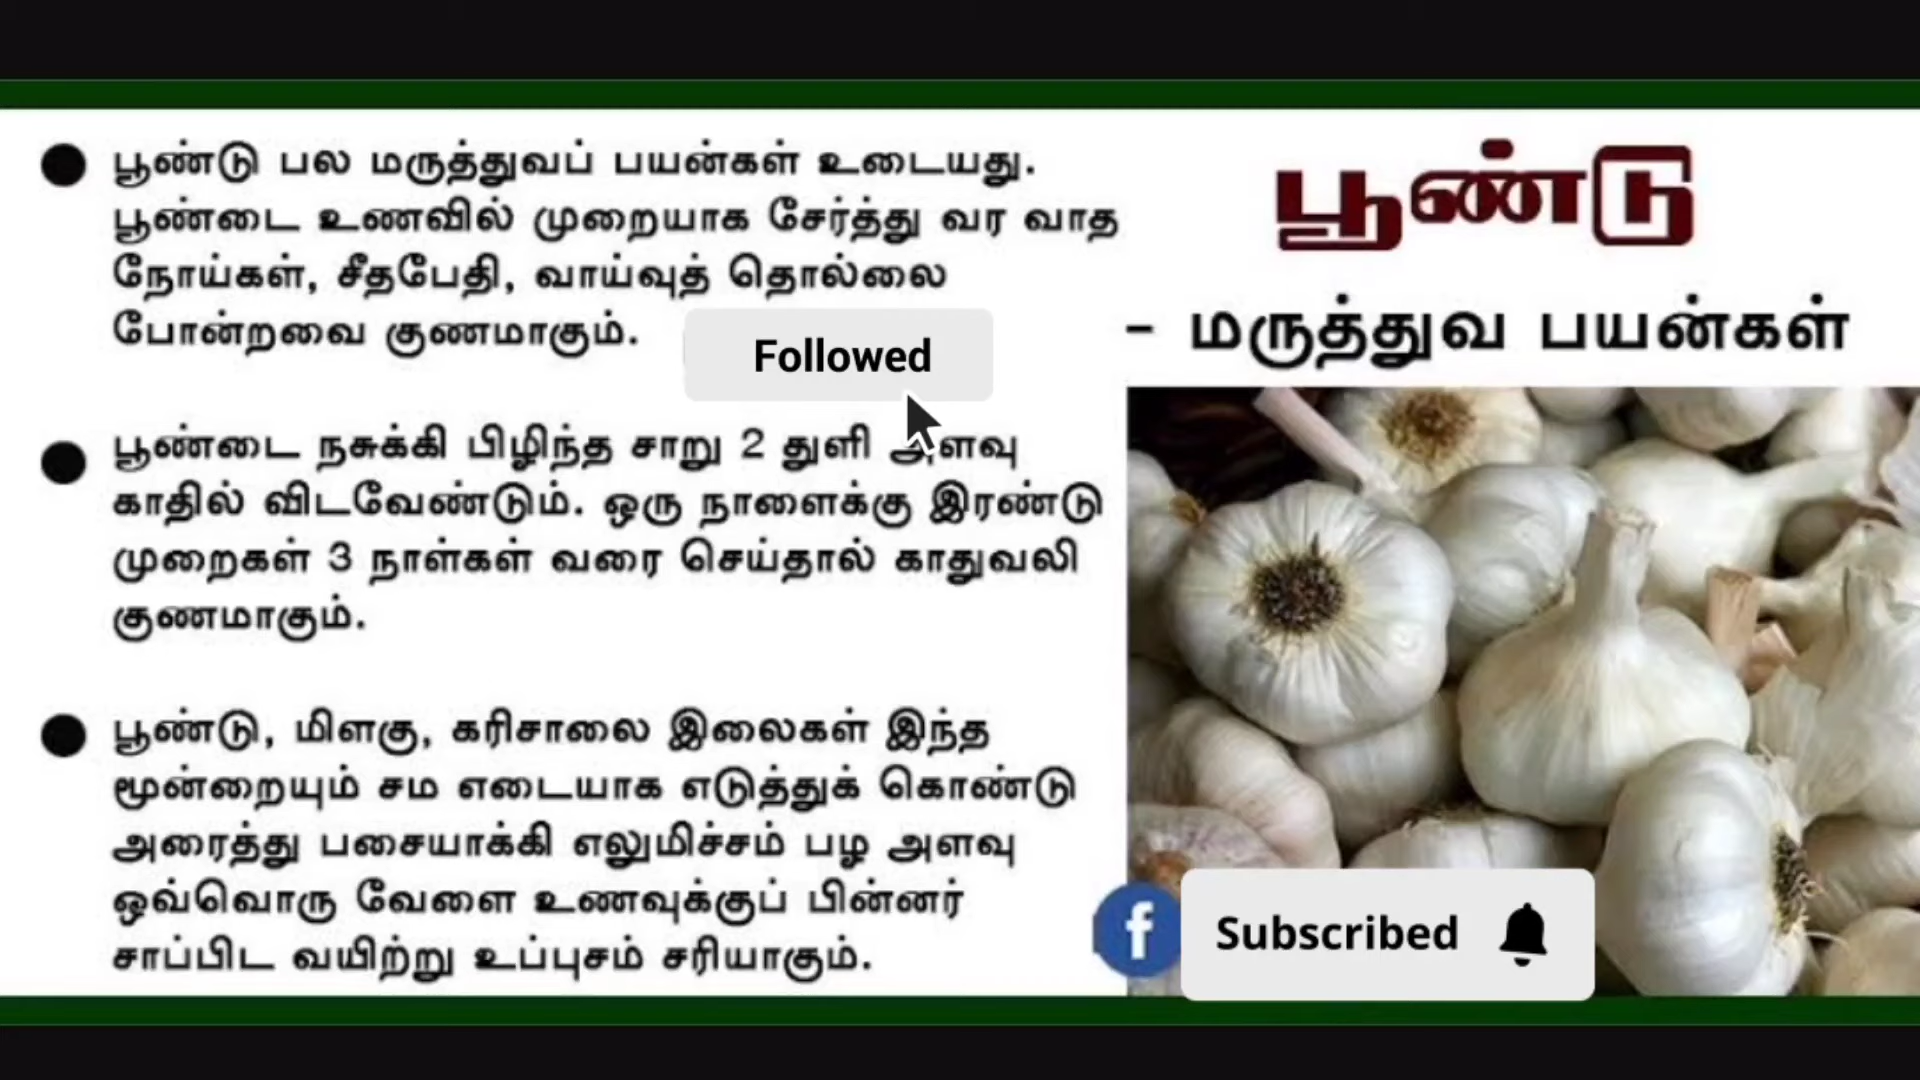 பூண்டு பல மருத்துவப் பயன்கள் உடையது.
பூண்டை உணவில் முறையாக சேர்த்து வர வாத
நோய்கள், சீதபேதி, வாய்வுத் தொல்லை
போன்றவை குணமாகும்.
பூண்டை நசுக்கி பிழிந்த சாறு 2 துளி அளவு
காதில் விடவேண்டும். ஒரு நாளைக்கு இரண்டு
முறைகள் 3 நாள்கள் வரை செய்தால் காதுவலி
குணமாகும்.
பூண்டு, மிளகு, கரிசாலை இலைகள் இந்த
மூன்றையும் சம எடையாக எடுத்துக் கொண்டு
அரைத்து பசையாக்கி எலுமிச்சம் பழ அளவு
ஒவ்வொரு வேளை உணவுக்குப் பின்னர்
சாப்பிட வயிற்று உப்புசம் சரியாகும்.
பூண்டு
– மருத்துவ பயன்கள்
Followed
f
Subscribed